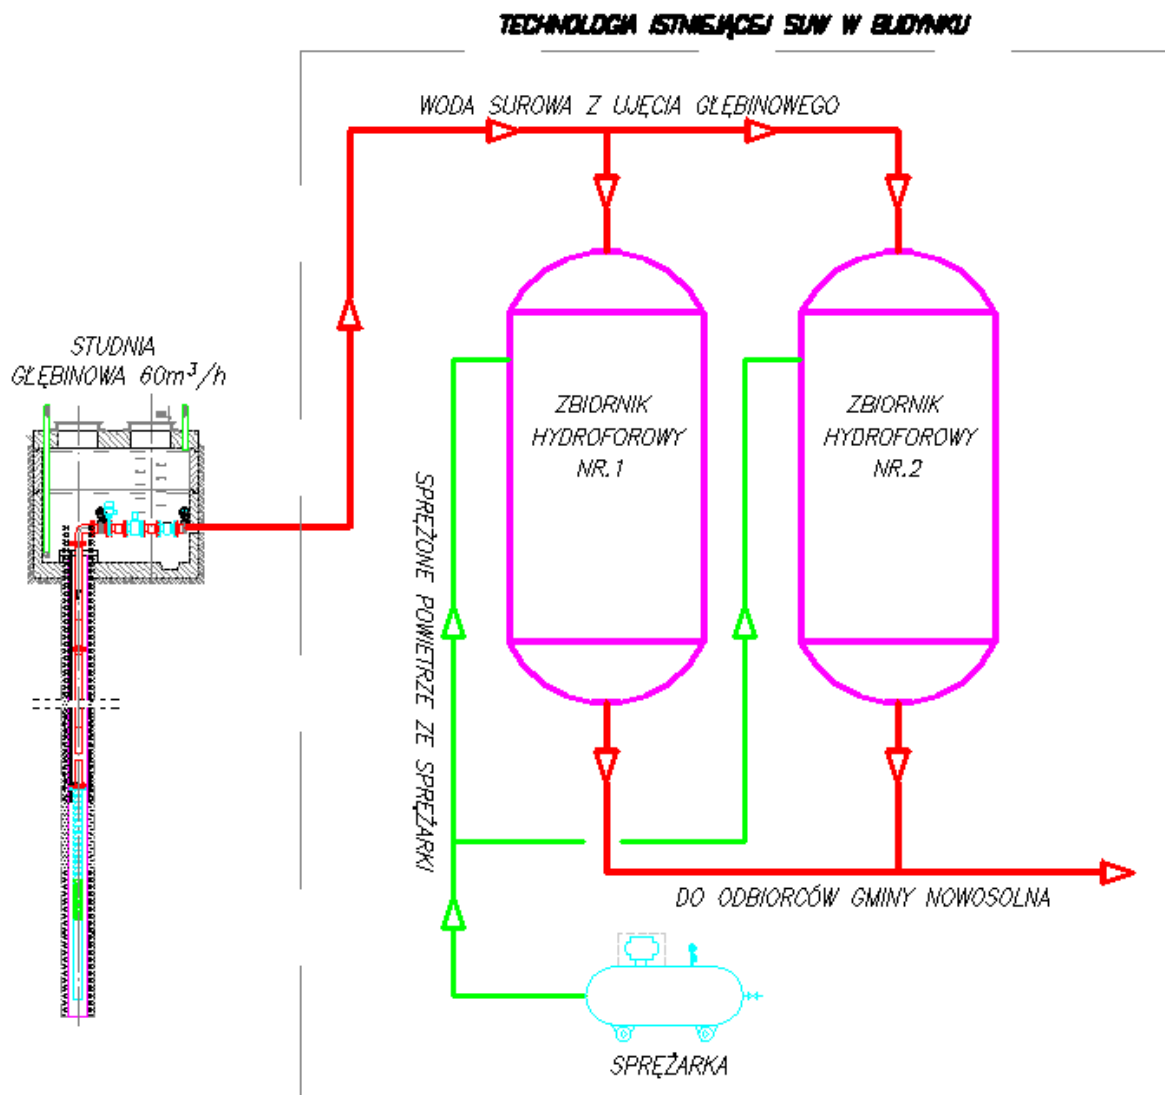 TECHNOLOGIA ISTNIEJĄCEJ SUW W BUDYNKU
WODA SUROWA Z UJĘCIA GŁĘBINOWEGO
STUDNIA
GŁĘBINOWA 60m³/h
ZBIORNIK
HYDROFOROWY
NR.1
ZBIORNIK
HYDROFOROWY
NR.2
SPRĘŻONE POWIETRZE ZE SPRĘŻARKI
DO ODBIORCÓW GMINY NOWOSOLNA
SPRĘŻARKA